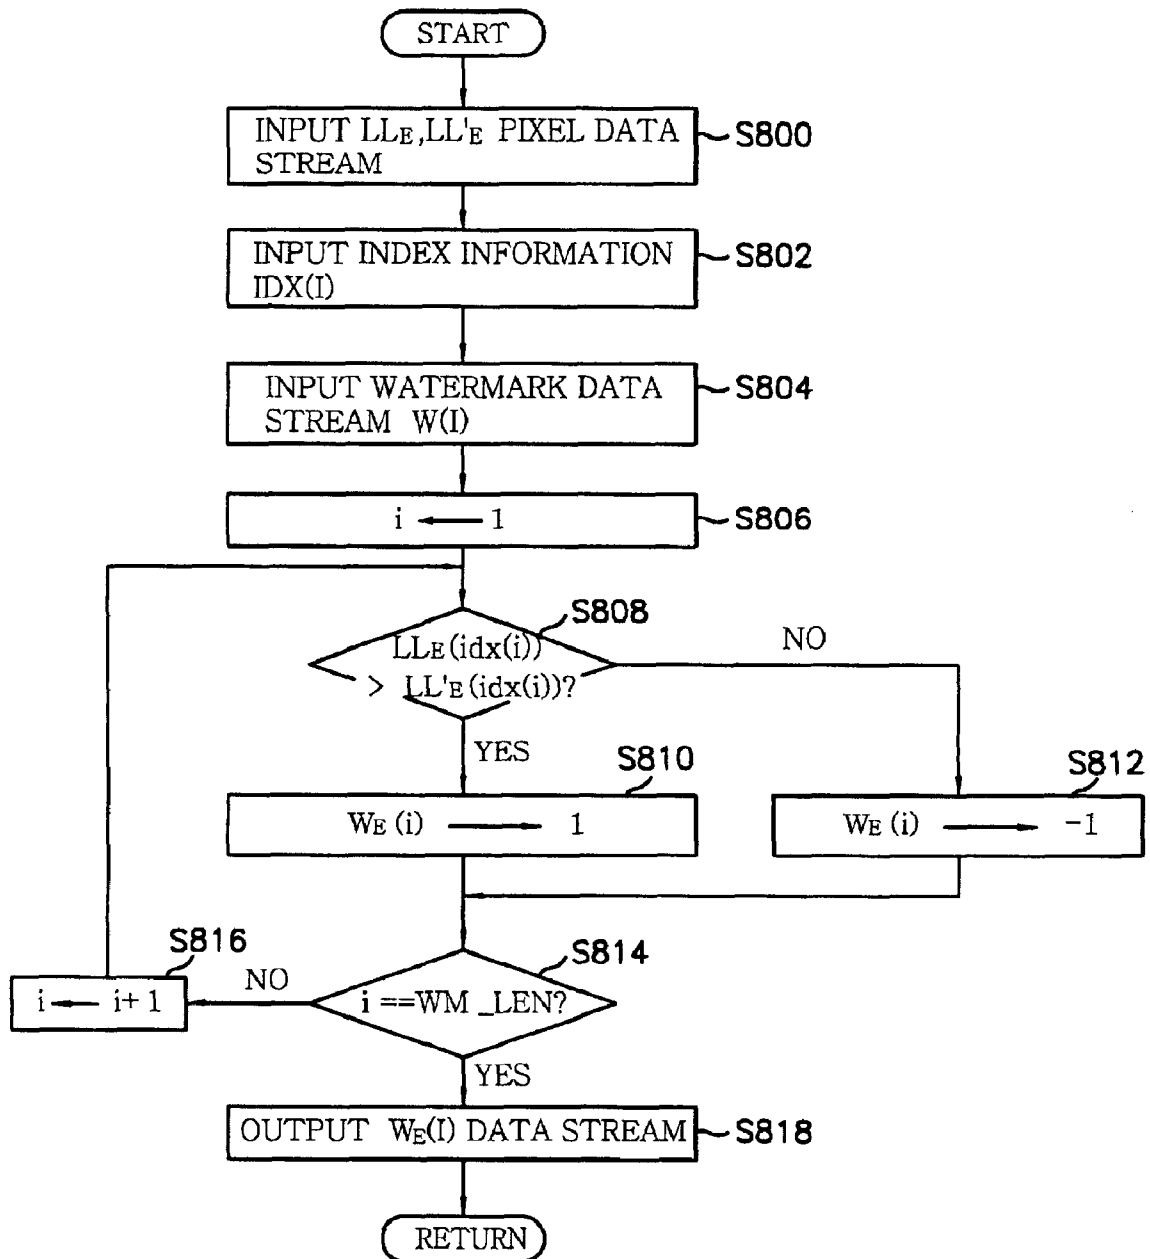 START
INPUT LLE,LL'E PIXEL DATA
STREAM
S800
INPUT INDEX INFORMATION
IDX(I)
S802
INPUT WATERMARK DATA
STREAM W(I)
S804
i ← 1
S806
S808
LLE(idx(i))
> LL'E(idx(i))?
NO
YES
S810
WE(i) → 1
S812
WE(i) → -1
S816
i ← i+1
NO
S814
i ==WM_LEN?
YES
OUTPUT WE(I) DATA STREAM
S818
RETURN